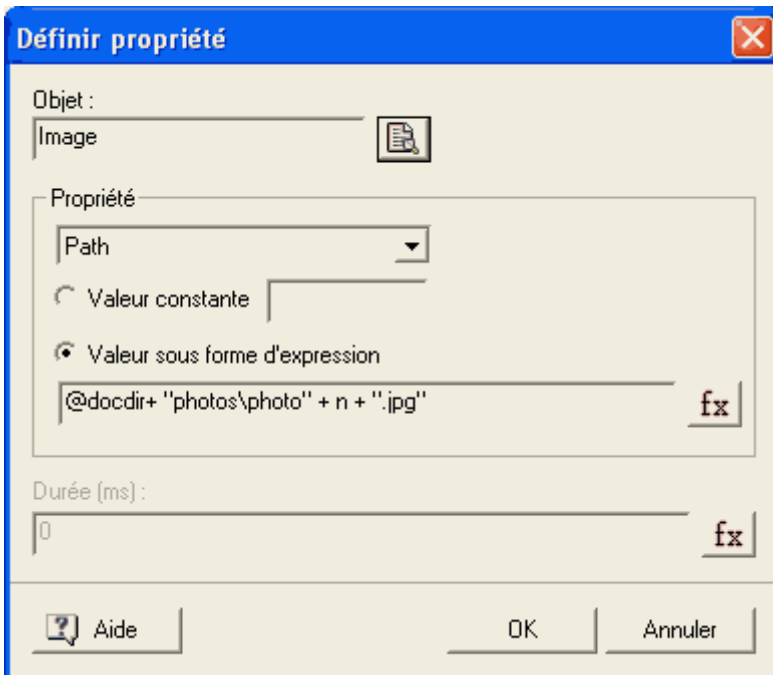 Définir propriété
Objet :
Image
Propriété
Path
Valeur constante
Valeur sous forme d'expression
@docdir+ "photos\photo" + n + ".jpg"
fx
Durée (ms) :
0
fx
Aide
OK
Annuler